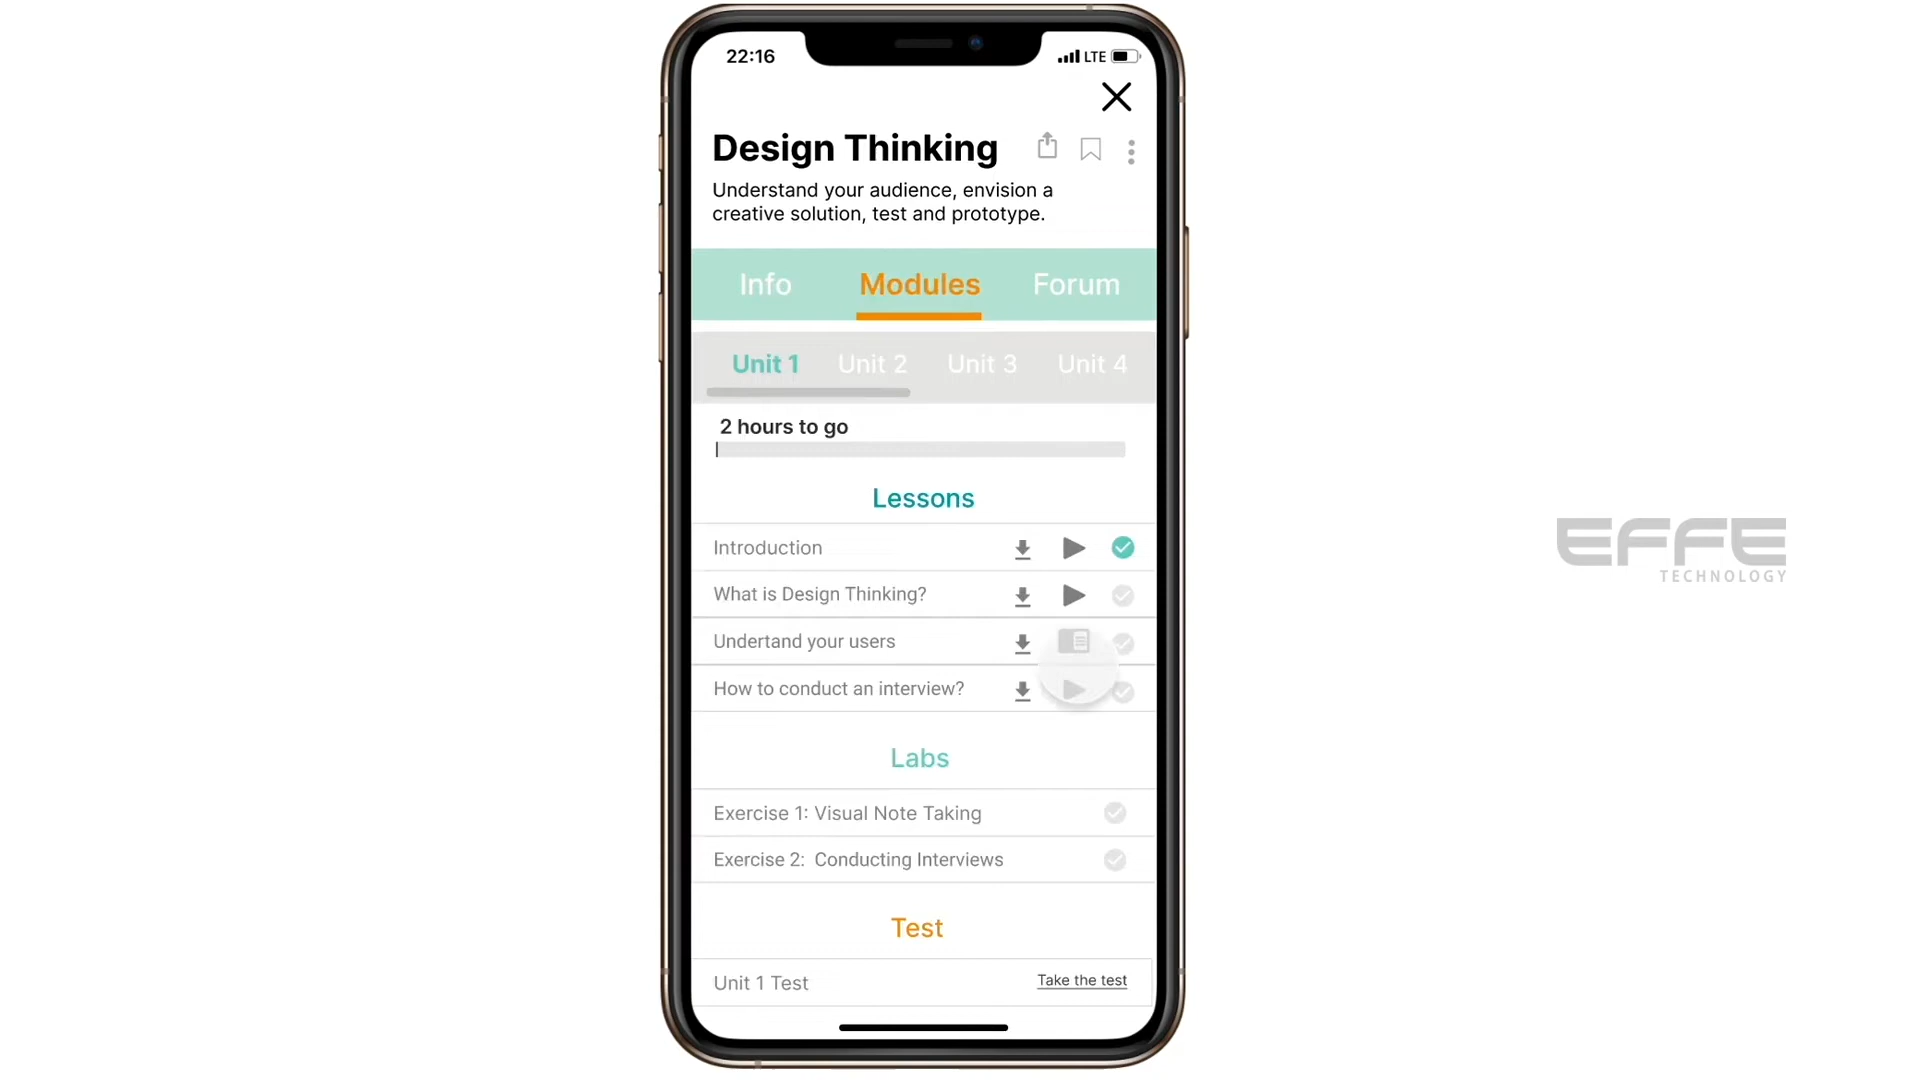 22:16
LTE
Design Thinking
Understand your audience, envision a
creative solution, test and prototype.
Info Modules Forum
Unit 1 Unit 2 Unit 3 Unit 4
2 hours to go
Lessons
Introduction
What is Design Thinking?
Undertand your users
How to conduct an interview?
Labs
Exercise 1: Visual Note Taking
Exercise 2: Conducting Interviews
Test
Unit 1 Test Take the test
EFFE
TECHNOLOGY